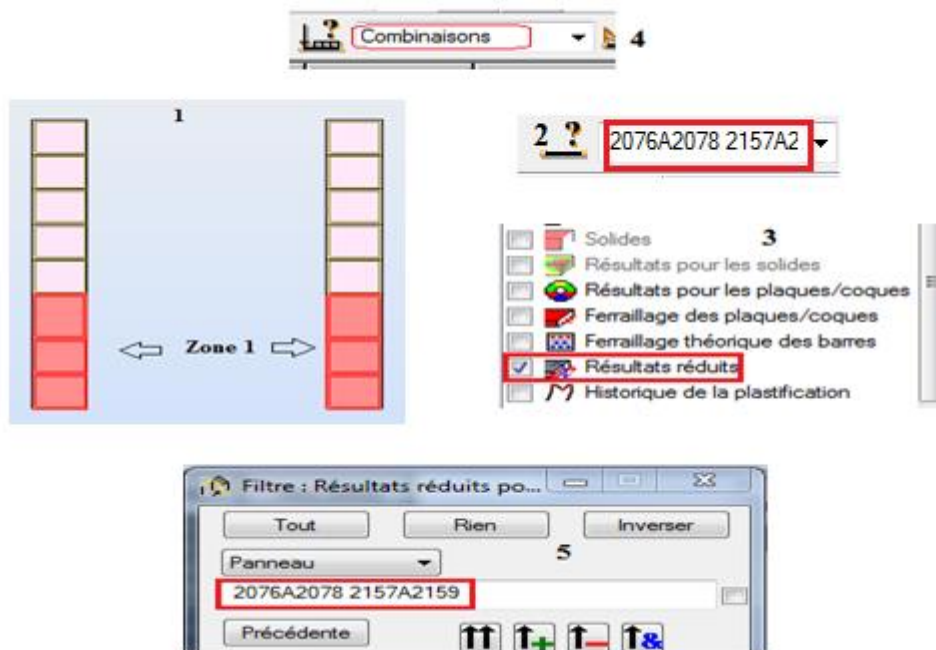 Combinaisons
4
1
Zone 1
2 ?
2076A2078 2157A2
3
Solides
Résultats pour les solides
Résultats pour les plaques/coques
Ferraillage des plaques/coques
Ferraillage théorique des barres
Résultats réduits
Historique de la plastification
Filtre : Résultats réduits po...
Tout
Rien
Inverser
Panneau
5
2076A2078 2157A2159
Précédente